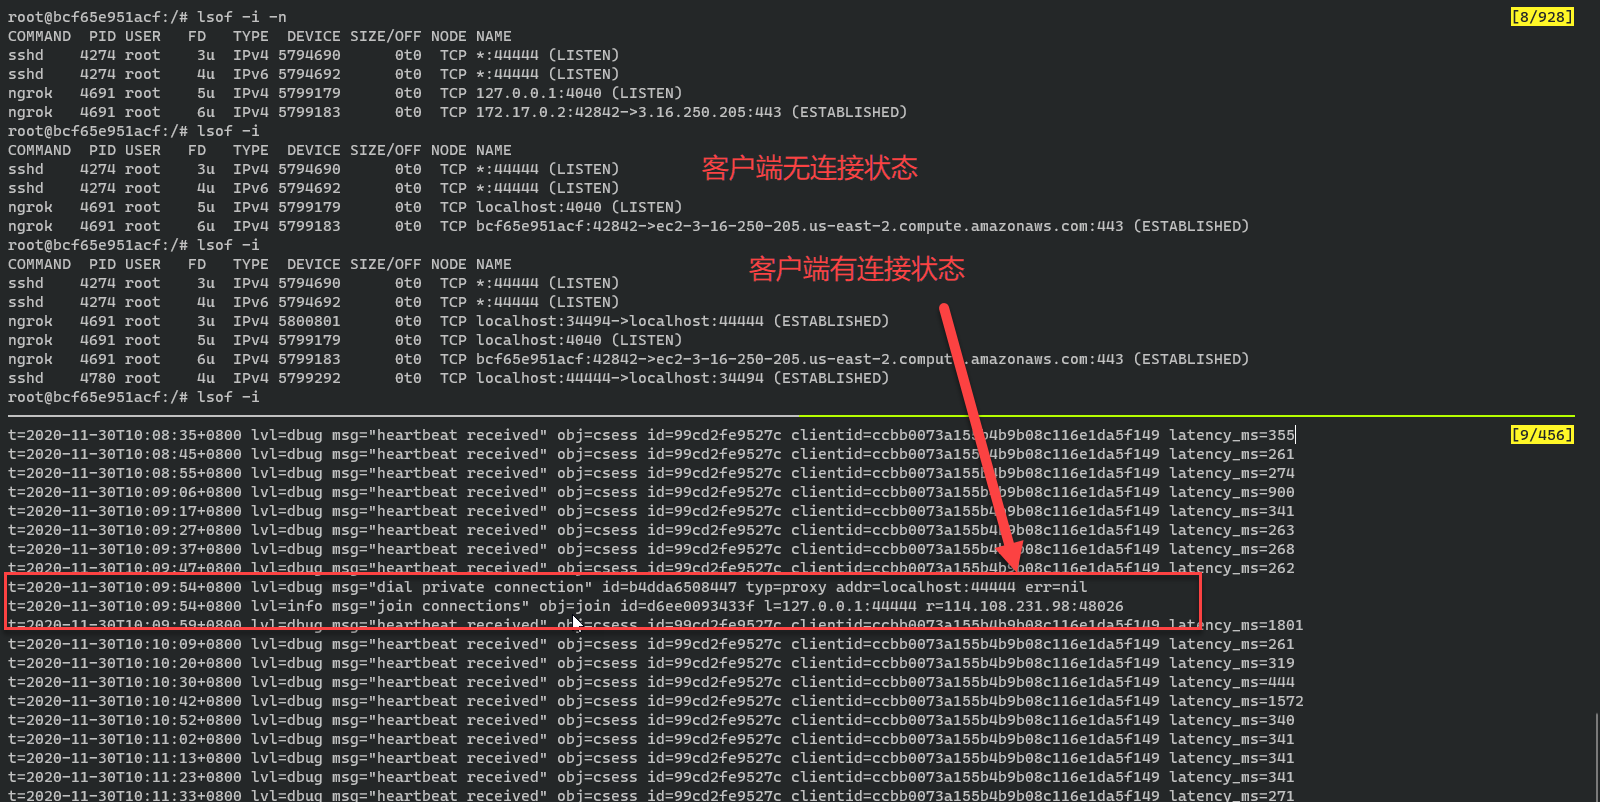 root@bcf65e951acf:/# lsof -i -n
[8/928]
COMMAND  PID USER   FD   TYPE  DEVICE SIZE/OFF NODE NAME
sshd    4274 root    3u  IPv4 5794690      0t0  TCP *:44444 (LISTEN)
sshd    4274 root    4u  IPv6 5794692      0t0  TCP *:44444 (LISTEN)
ngrok   4691 root    5u  IPv4 5799179      0t0  TCP 127.0.0.1:4040 (LISTEN)
ngrok   4691 root    6u  IPv4 5799183      0t0  TCP 172.17.0.2:42842->3.16.250.205:443 (ESTABLISHED)
root@bcf65e951acf:/# lsof -i
COMMAND  PID USER   FD   TYPE  DEVICE SIZE/OFF NODE NAME
sshd    4274 root    3u  IPv4 5794690      0t0  TCP *:44444 (LISTEN)
客户端无连接状态
sshd    4274 root    4u  IPv6 5794692      0t0  TCP *:44444 (LISTEN)
ngrok   4691 root    5u  IPv4 5799179      0t0  TCP localhost:4040 (LISTEN)
ngrok   4691 root    6u  IPv4 5799183      0t0  TCP bcf65e951acf:42842->ec2-3-16-250-205.us-east-2.compute.amazonaws.com:443 (ESTABLISHED)
root@bcf65e951acf:/# lsof -i
COMMAND  PID USER   FD   TYPE  DEVICE SIZE/OFF NODE NAME
客户端有连接状态
sshd    4274 root    3u  IPv4 5794690      0t0  TCP *:44444 (LISTEN)
sshd    4274 root    4u  IPv6 5794692      0t0  TCP *:44444 (LISTEN)
ngrok   4691 root    3u  IPv4 5800801      0t0  TCP localhost:34494->localhost:44444 (ESTABLISHED)
ngrok   4691 root    5u  IPv4 5799179      0t0  TCP localhost:4040 (LISTEN)
ngrok   4691 root    6u  IPv4 5799183      0t0  TCP bcf65e951acf:42842->ec2-3-16-250-205.us-east-2.compute.amazonaws.com:443 (ESTABLISHED)
sshd    4780 root    4u  IPv4 5799292      0t0  TCP localhost:44444->localhost:34494 (ESTABLISHED)
root@bcf65e951acf:/# lsof -i
t=2020-11-30T10:08:35+0800 lvl=dbug msg="heartbeat received" obj=csess id=99cd2fe9527c clientid=ccbb0073a155b4b9b08c116e1da5f149 latency_ms=355
[9/456]
t=2020-11-30T10:08:45+0800 lvl=dbug msg="heartbeat received" obj=csess id=99cd2fe9527c clientid=ccbb0073a155b4b9b08c116e1da5f149 latency_ms=261
t=2020-11-30T10:08:55+0800 lvl=dbug msg="heartbeat received" obj=csess id=99cd2fe9527c clientid=ccbb0073a155b4b9b08c116e1da5f149 latency_ms=274
t=2020-11-30T10:09:06+0800 lvl=dbug msg="heartbeat received" obj=csess id=99cd2fe9527c clientid=ccbb0073a155b4b9b08c116e1da5f149 latency_ms=900
t=2020-11-30T10:09:17+0800 lvl=dbug msg="heartbeat received" obj=csess id=99cd2fe9527c clientid=ccbb0073a155b4b9b08c116e1da5f149 latency_ms=341
t=2020-11-30T10:09:27+0800 lvl=dbug msg="heartbeat received" obj=csess id=99cd2fe9527c clientid=ccbb0073a155b4b9b08c116e1da5f149 latency_ms=263
t=2020-11-30T10:09:37+0800 lvl=dbug msg="heartbeat received" obj=csess id=99cd2fe9527c clientid=ccbb0073a155b4b9b08c116e1da5f149 latency_ms=268
t=2020-11-30T10:09:47+0800 lvl=dbug msg="heartbeat received" obj=csess id=99cd2fe9527c clientid=ccbb0073a155b4b9b08c116e1da5f149 latency_ms=262
t=2020-11-30T10:09:54+0800 lvl=dbug msg="dial private connection" id=b4dda6508447 typ=proxy addr=localhost:44444 err=nil
t=2020-11-30T10:09:54+0800 lvl=info msg="join connections" obj=join id=d6ee0093433f l=127.0.0.1:44444 r=114.108.231.98:48026
t=2020-11-30T10:09:59+0800 lvl=dbug msg="heartbeat received" obj=csess id=99cd2fe9527c clientid=ccbb0073a155b4b9b08c116e1da5f149 latency_ms=1801
t=2020-11-30T10:10:09+0800 lvl=dbug msg="heartbeat received" obj=csess id=99cd2fe9527c clientid=ccbb0073a155b4b9b08c116e1da5f149 latency_ms=261
t=2020-11-30T10:10:20+0800 lvl=dbug msg="heartbeat received" obj=csess id=99cd2fe9527c clientid=ccbb0073a155b4b9b08c116e1da5f149 latency_ms=319
t=2020-11-30T10:10:30+0800 lvl=dbug msg="heartbeat received" obj=csess id=99cd2fe9527c clientid=ccbb0073a155b4b9b08c116e1da5f149 latency_ms=444
t=2020-11-30T10:10:42+0800 lvl=dbug msg="heartbeat received" obj=csess id=99cd2fe9527c clientid=ccbb0073a155b4b9b08c116e1da5f149 latency_ms=1572
t=2020-11-30T10:10:52+0800 lvl=dbug msg="heartbeat received" obj=csess id=99cd2fe9527c clientid=ccbb0073a155b4b9b08c116e1da5f149 latency_ms=340
t=2020-11-30T10:11:02+0800 lvl=dbug msg="heartbeat received" obj=csess id=99cd2fe9527c clientid=ccbb0073a155b4b9b08c116e1da5f149 latency_ms=341
t=2020-11-30T10:11:13+0800 lvl=dbug msg="heartbeat received" obj=csess id=99cd2fe9527c clientid=ccbb0073a155b4b9b08c116e1da5f149 latency_ms=341
t=2020-11-30T10:11:23+0800 lvl=dbug msg="heartbeat received" obj=csess id=99cd2fe9527c clientid=ccbb0073a155b4b9b08c116e1da5f149 latency_ms=341
t=2020-11-30T10:11:33+0800 lvl=dbug msg="heartbeat received" obj=csess id=99cd2fe9527c clientid=ccbb0073a155b4b9b08c116e1da5f149 latency_ms=271